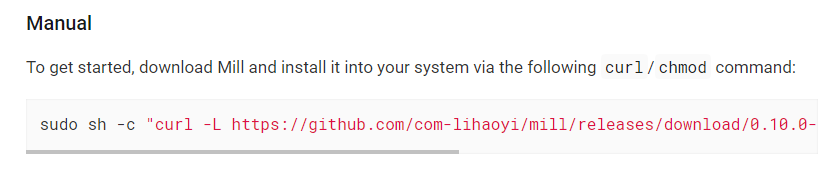 Manual
To get started, download Mill and install it into your system via the following curl/chmod command:
sudo sh -c "curl -L https://github.com/com-lihaoyi/mill/releases/download/0.10.0-